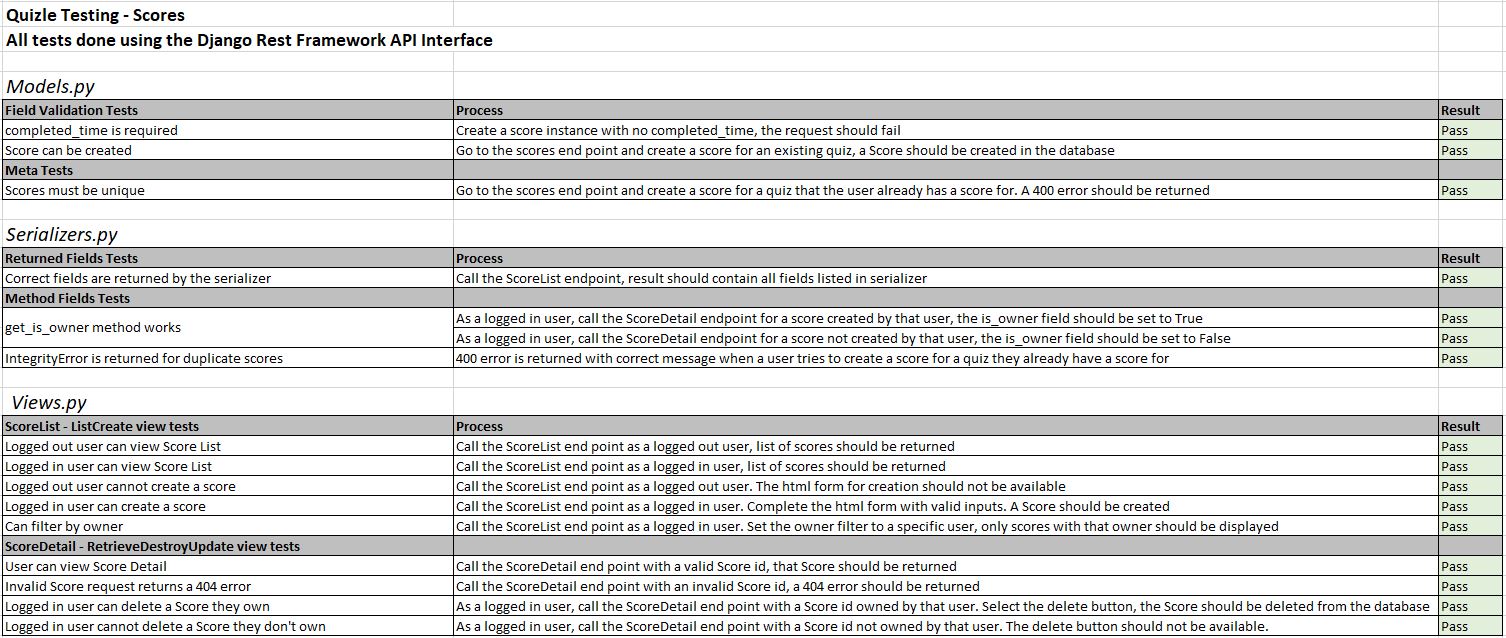 Quizle Testing - Scores
All tests done using the Django Rest Framework API Interface
Models.py
Field Validation Tests Process Result
completed_time is required Create a score instance with no completed_time, the request should fail Pass
Score can be created Go to the scores end point and create a score for an existing quiz, a Score should be created in the database Pass
Meta Tests
Scores must be unique Go to the scores end point and create a score for a quiz that the user already has a score for. A 400 error should be returned Pass
Serializers.py
Returned Fields Tests Process Result
Correct fields are returned by the serializer Call the ScoreList endpoint, result should contain all fields listed in serializer Pass
Method Fields Tests
get_is_owner method works As a logged in user, call the ScoreDetail endpoint for a score created by that user, the is_owner field should be set to True Pass
As a logged in user, call the ScoreDetail endpoint for a score not created by that user, the is_owner field should be set to False Pass
IntegrityError is returned for duplicate scores 400 error is returned with correct message when a user tries to create a score for a quiz they already have a score for Pass
Views.py
ScoreList - ListCreate view tests Process Result
Logged out user can view Score List Call the ScoreList end point as a logged out user, list of scores should be returned Pass
Logged in user can view Score List Call the ScoreList end point as a logged in user, list of scores should be returned Pass
Logged out user cannot create a score Call the ScoreList end point as a logged out user. The html form for creation should not be available Pass
Logged in user can create a score Call the ScoreList end point as a logged in user. Complete the html form with valid inputs. A Score should be created Pass
Can filter by owner Call the ScoreList end point as a logged in user. Set the owner filter to a specific user, only scores with that owner should be displayed Pass
ScoreDetail - RetrieveDestroyUpdate view tests
User can view Score Detail Call the ScoreDetail end point with a valid Score id, that Score should be returned Pass
Invalid Score request returns a 404 error Call the ScoreDetail end point with an invalid Score id, a 404 error should be returned Pass
Logged in user can delete a Score they own As a logged in user, call the ScoreDetail end point with a Score id owned by that user. Select the delete button, the Score should be deleted from the database Pass
Logged in user cannot delete a Score they don't own As a logged in user, call the ScoreDetail end point with a Score id not owned by that user. The delete button should not be available. Pass